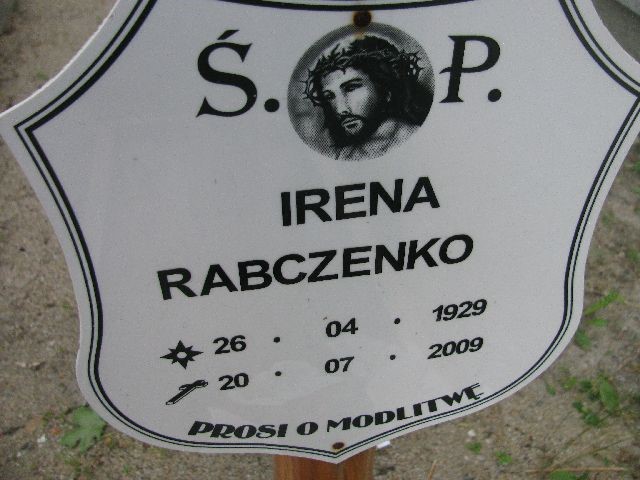 Ś. P.
IRENA
RABCZENKO
26 · 04 · 1929
20 · 07 · 2009
PROSI O MODLITWĘ